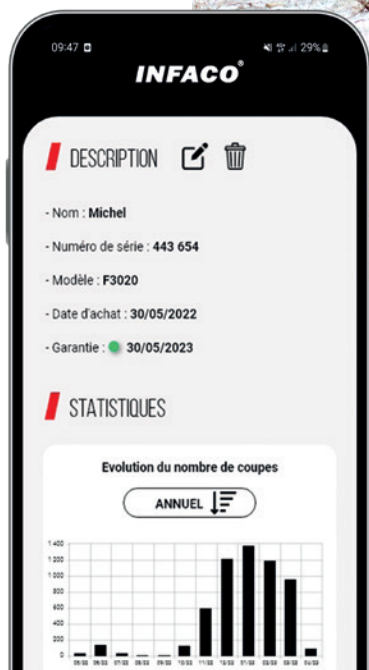 09:47 29%
INFACO®
DESCRIPTION
- Nom : Michel
- Numéro de série : 443 654
- Modèle : F3020
- Date d'achat : 30/05/2022
- Garantie : 30/05/2023
STATISTIQUES
Evolution du nombre de coupes
ANNUEL
1 400
1 200
1 000
800
600
400
200
0